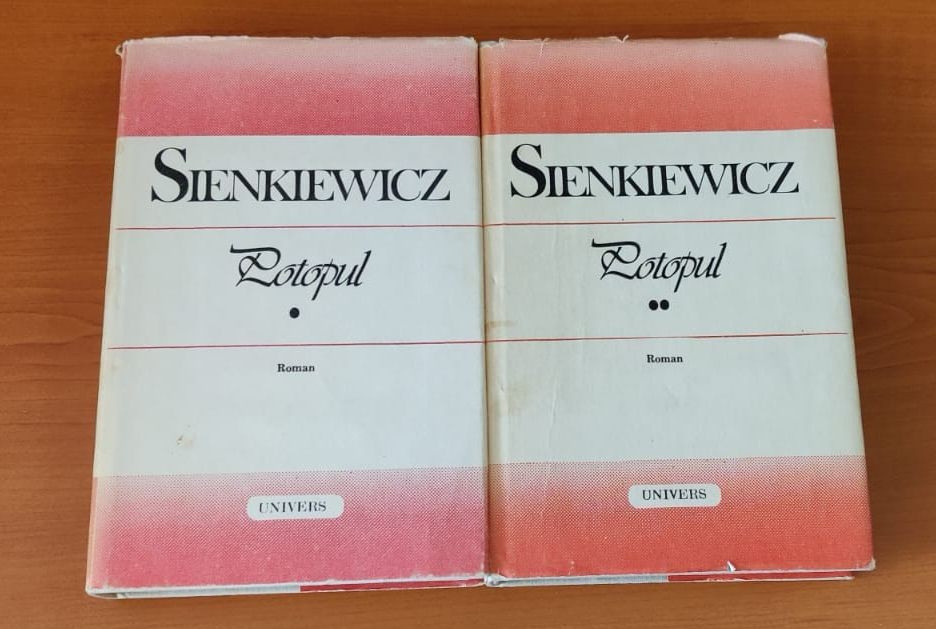 SIENKIEWICZ
Potopul
•
Roman
UNIVERS
SIENKIEWICZ
Potopul
••
Roman
UNIVERS